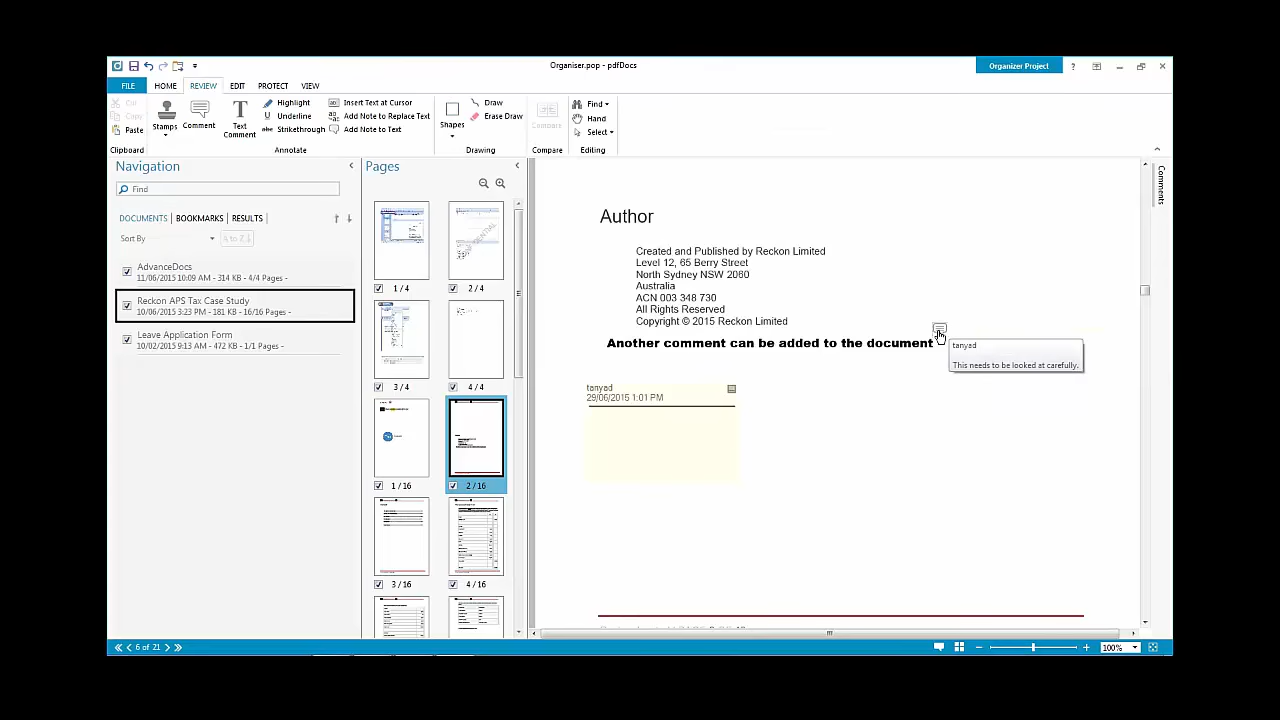 Organiser.pop - pdfDocs
Organizer Project
?
FILE HOME REVIEW EDIT PROTECT VIEW
Cut
Copy
Paste
Clipboard
Stamps
Comment
Text
Comment
Highlight
Underline
abc Strikethrough
Insert Text at Cursor
Add Note to Replace Text
Add Note to Text
Annotate
Shapes
Draw
Erase Draw
Drawing
Compare
Compare
Find
Hand
Select
Editing
Navigation
Find
DOCUMENTS BOOKMARKS RESULTS
Sort By
A to Z
AdvanceDocs
11/06/2015 10:09 AM - 314 KB - 4/4 Pages -
Reckon APS Tax Case Study
10/06/2015 3:23 PM - 181 KB - 16/16 Pages -
Leave Application Form
10/02/2015 9:13 AM - 472 KB - 1/1 Pages -
Pages
CONFIDENTIAL
1 / 4
2 / 4
3 / 4
4 / 4
1 / 16
2 / 16
3 / 16
4 / 16
Author
Created and Published by Reckon Limited
Level 12, 65 Berry Street
North Sydney NSW 2060
Australia
ACN 003 348 730
All Rights Reserved
Copyright © 2015 Reckon Limited
Another comment can be added to the document
tanyad
This needs to be looked at carefully.
tanyad
29/06/2015 1:01 PM
Comments
6 of 21
100%